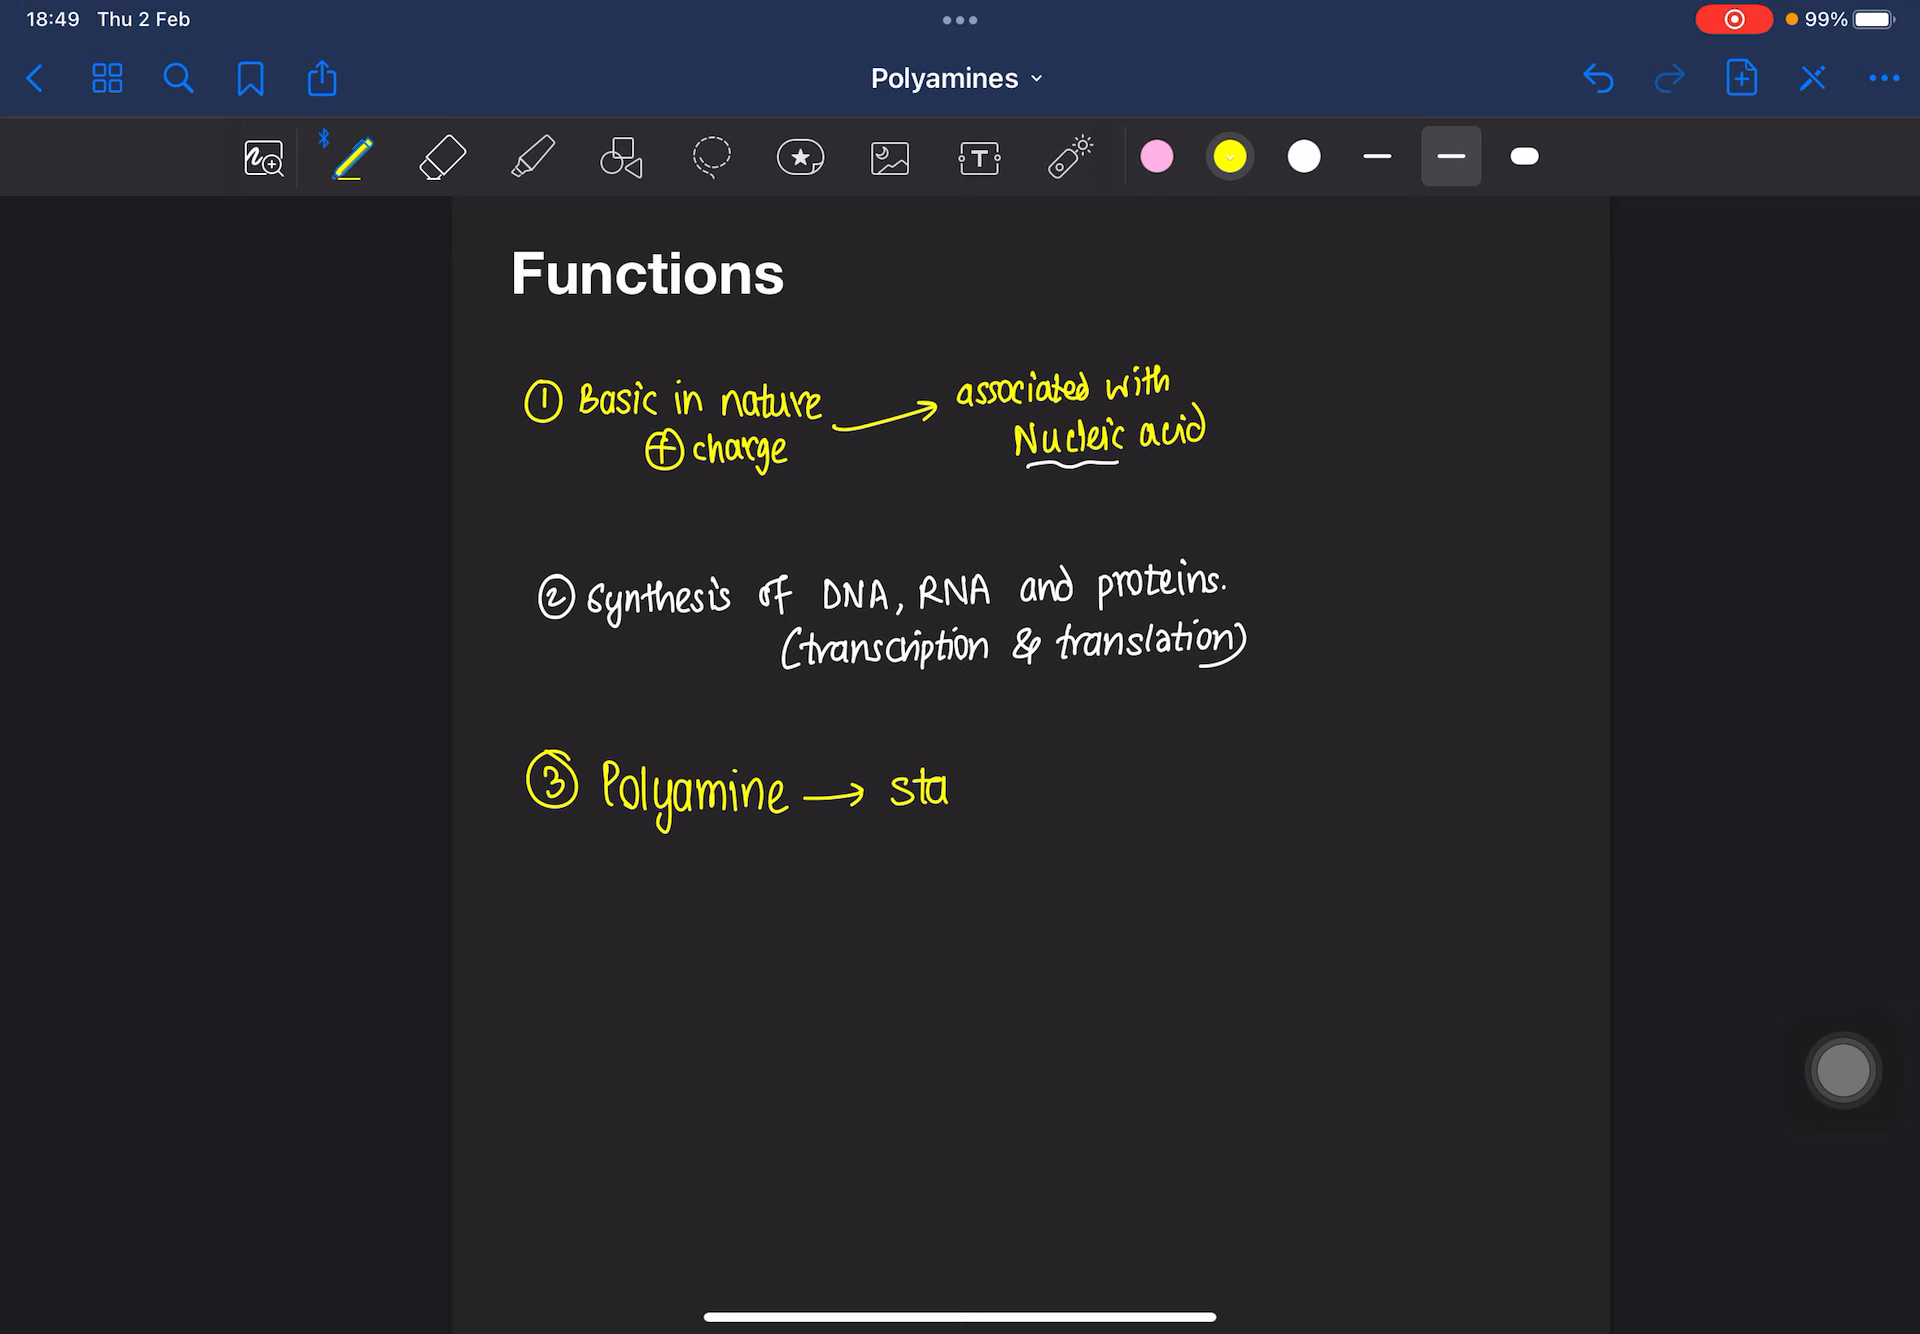 18:49 Thu 2 Feb
99%
Polyamines
T
Functions
① Basic in nature → associated with
⊕ charge Nucleic acid
② Synthesis of DNA, RNA and proteins.
(transcription & translation)
③ Polyamine → sta